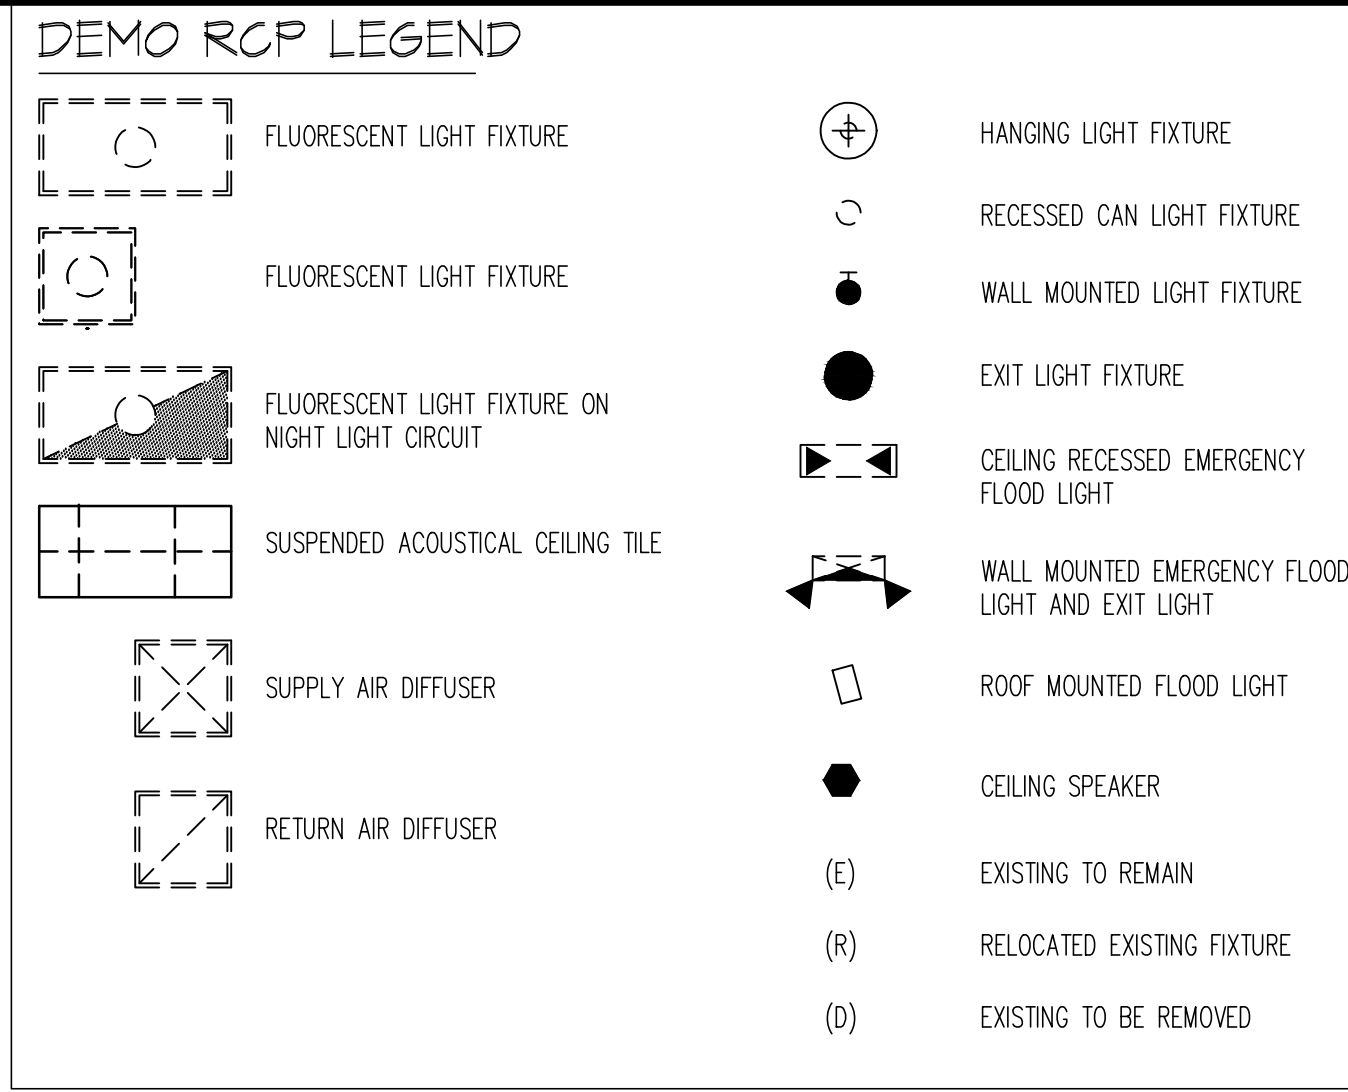 DEMO RCP LEGEND
FLUORESCENT LIGHT FIXTURE
FLUORESCENT LIGHT FIXTURE
FLUORESCENT LIGHT FIXTURE ON
NIGHT LIGHT CIRCUIT
SUSPENDED ACOUSTICAL CEILING TILE
SUPPLY AIR DIFFUSER
RETURN AIR DIFFUSER
HANGING LIGHT FIXTURE
RECESSED CAN LIGHT FIXTURE
WALL MOUNTED LIGHT FIXTURE
EXIT LIGHT FIXTURE
CEILING RECESSED EMERGENCY
FLOOD LIGHT
WALL MOUNTED EMERGENCY FLOOD
LIGHT AND EXIT LIGHT
ROOF MOUNTED FLOOD LIGHT
CEILING SPEAKER
(E) EXISTING TO REMAIN
(R) RELOCATED EXISTING FIXTURE
(D) EXISTING TO BE REMOVED